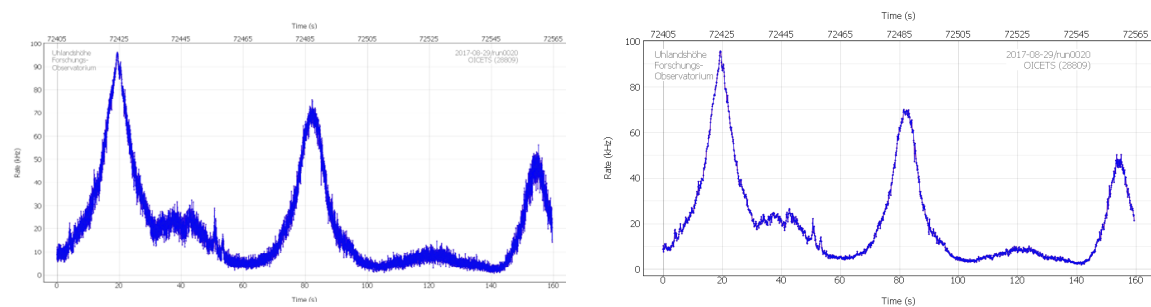 Time (s)
72405 72425 72445 72465 72485 72505 72525 72545 72565
100
Uhlandshöhe
Forschungs-
Observatorium
2017-08-29/run0020
OICETS (28809)
90
80
70
60
50
40
30
20
10
0
Rate (kHz)
0 20 40 60 80 100 120 140 160
Time (s)
Time (s)
72405 72425 72445 72465 72485 72505 72525 72545 72565
100
Uhlandshöhe
Forschungs-
Observatorium
2017-08-29/run0020
OICETS (28809)
80
60
40
20
0
Rate (kHz)
0 20 40 60 80 100 120 140 160
Time (s)